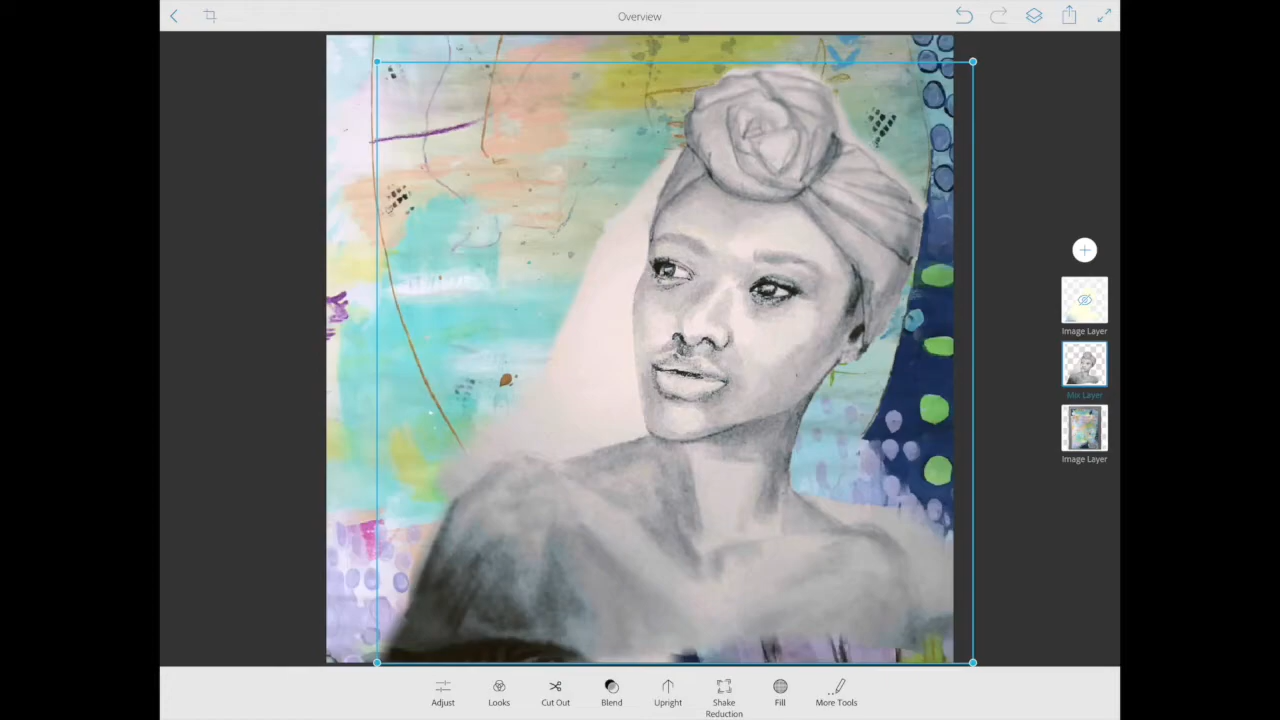 Overview
Image Layer
Mix Layer
Image Layer
Adjust
Looks
Cut Out
Blend
Upright
Shake
Reduction
Fill
More Tools